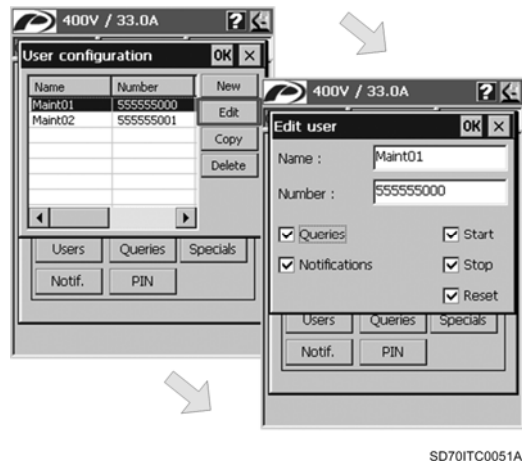 400V / 33.0A ?
User configuration OK ×
Name Number New
Maint01 555555000 Edit
Maint02 555555001
Copy
Delete
Users Queries Specials
Notif. PIN
400V / 33.0A ?
Edit user OK ×
Name : Maint01
Number : 555555000
Queries Start
Notifications Stop
Reset
Users Queries Specials
Notif. PIN
SD70ITC0051A